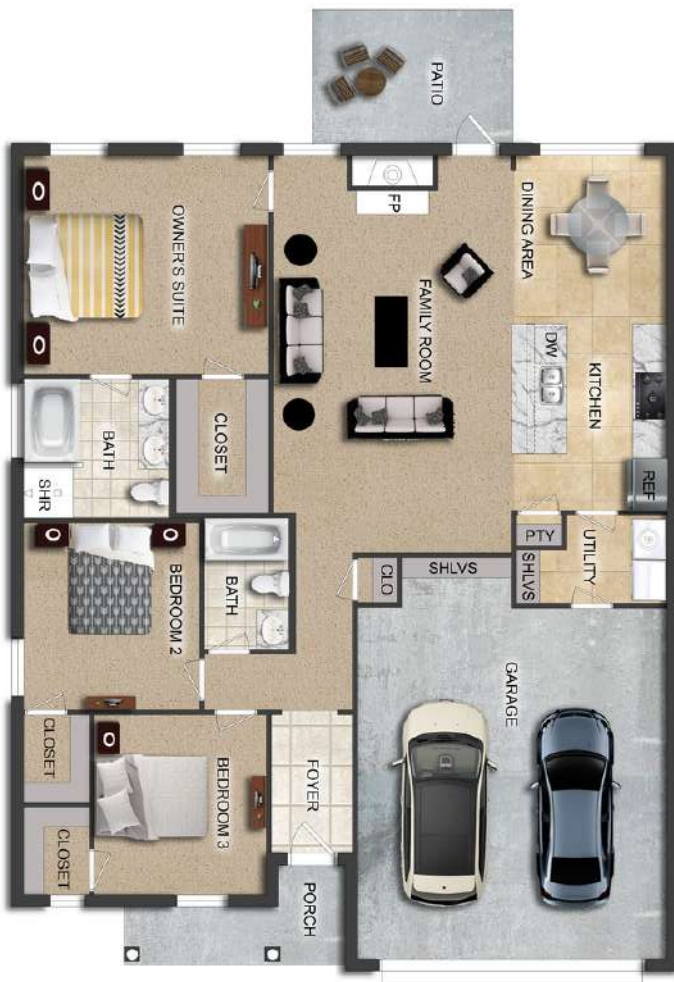 PATIO
FP
DINING AREA
OWNER'S SUITE
FAMILY ROOM
KITCHEN
DW
REF
CLOSET
BATH
SHR
PTY
UTILITY
SHLVS
SHLVS
CLO
BEDROOM 2
BATH
GARAGE
CLOSET
BEDROOM 3
FOYER
CLOSET
PORCH